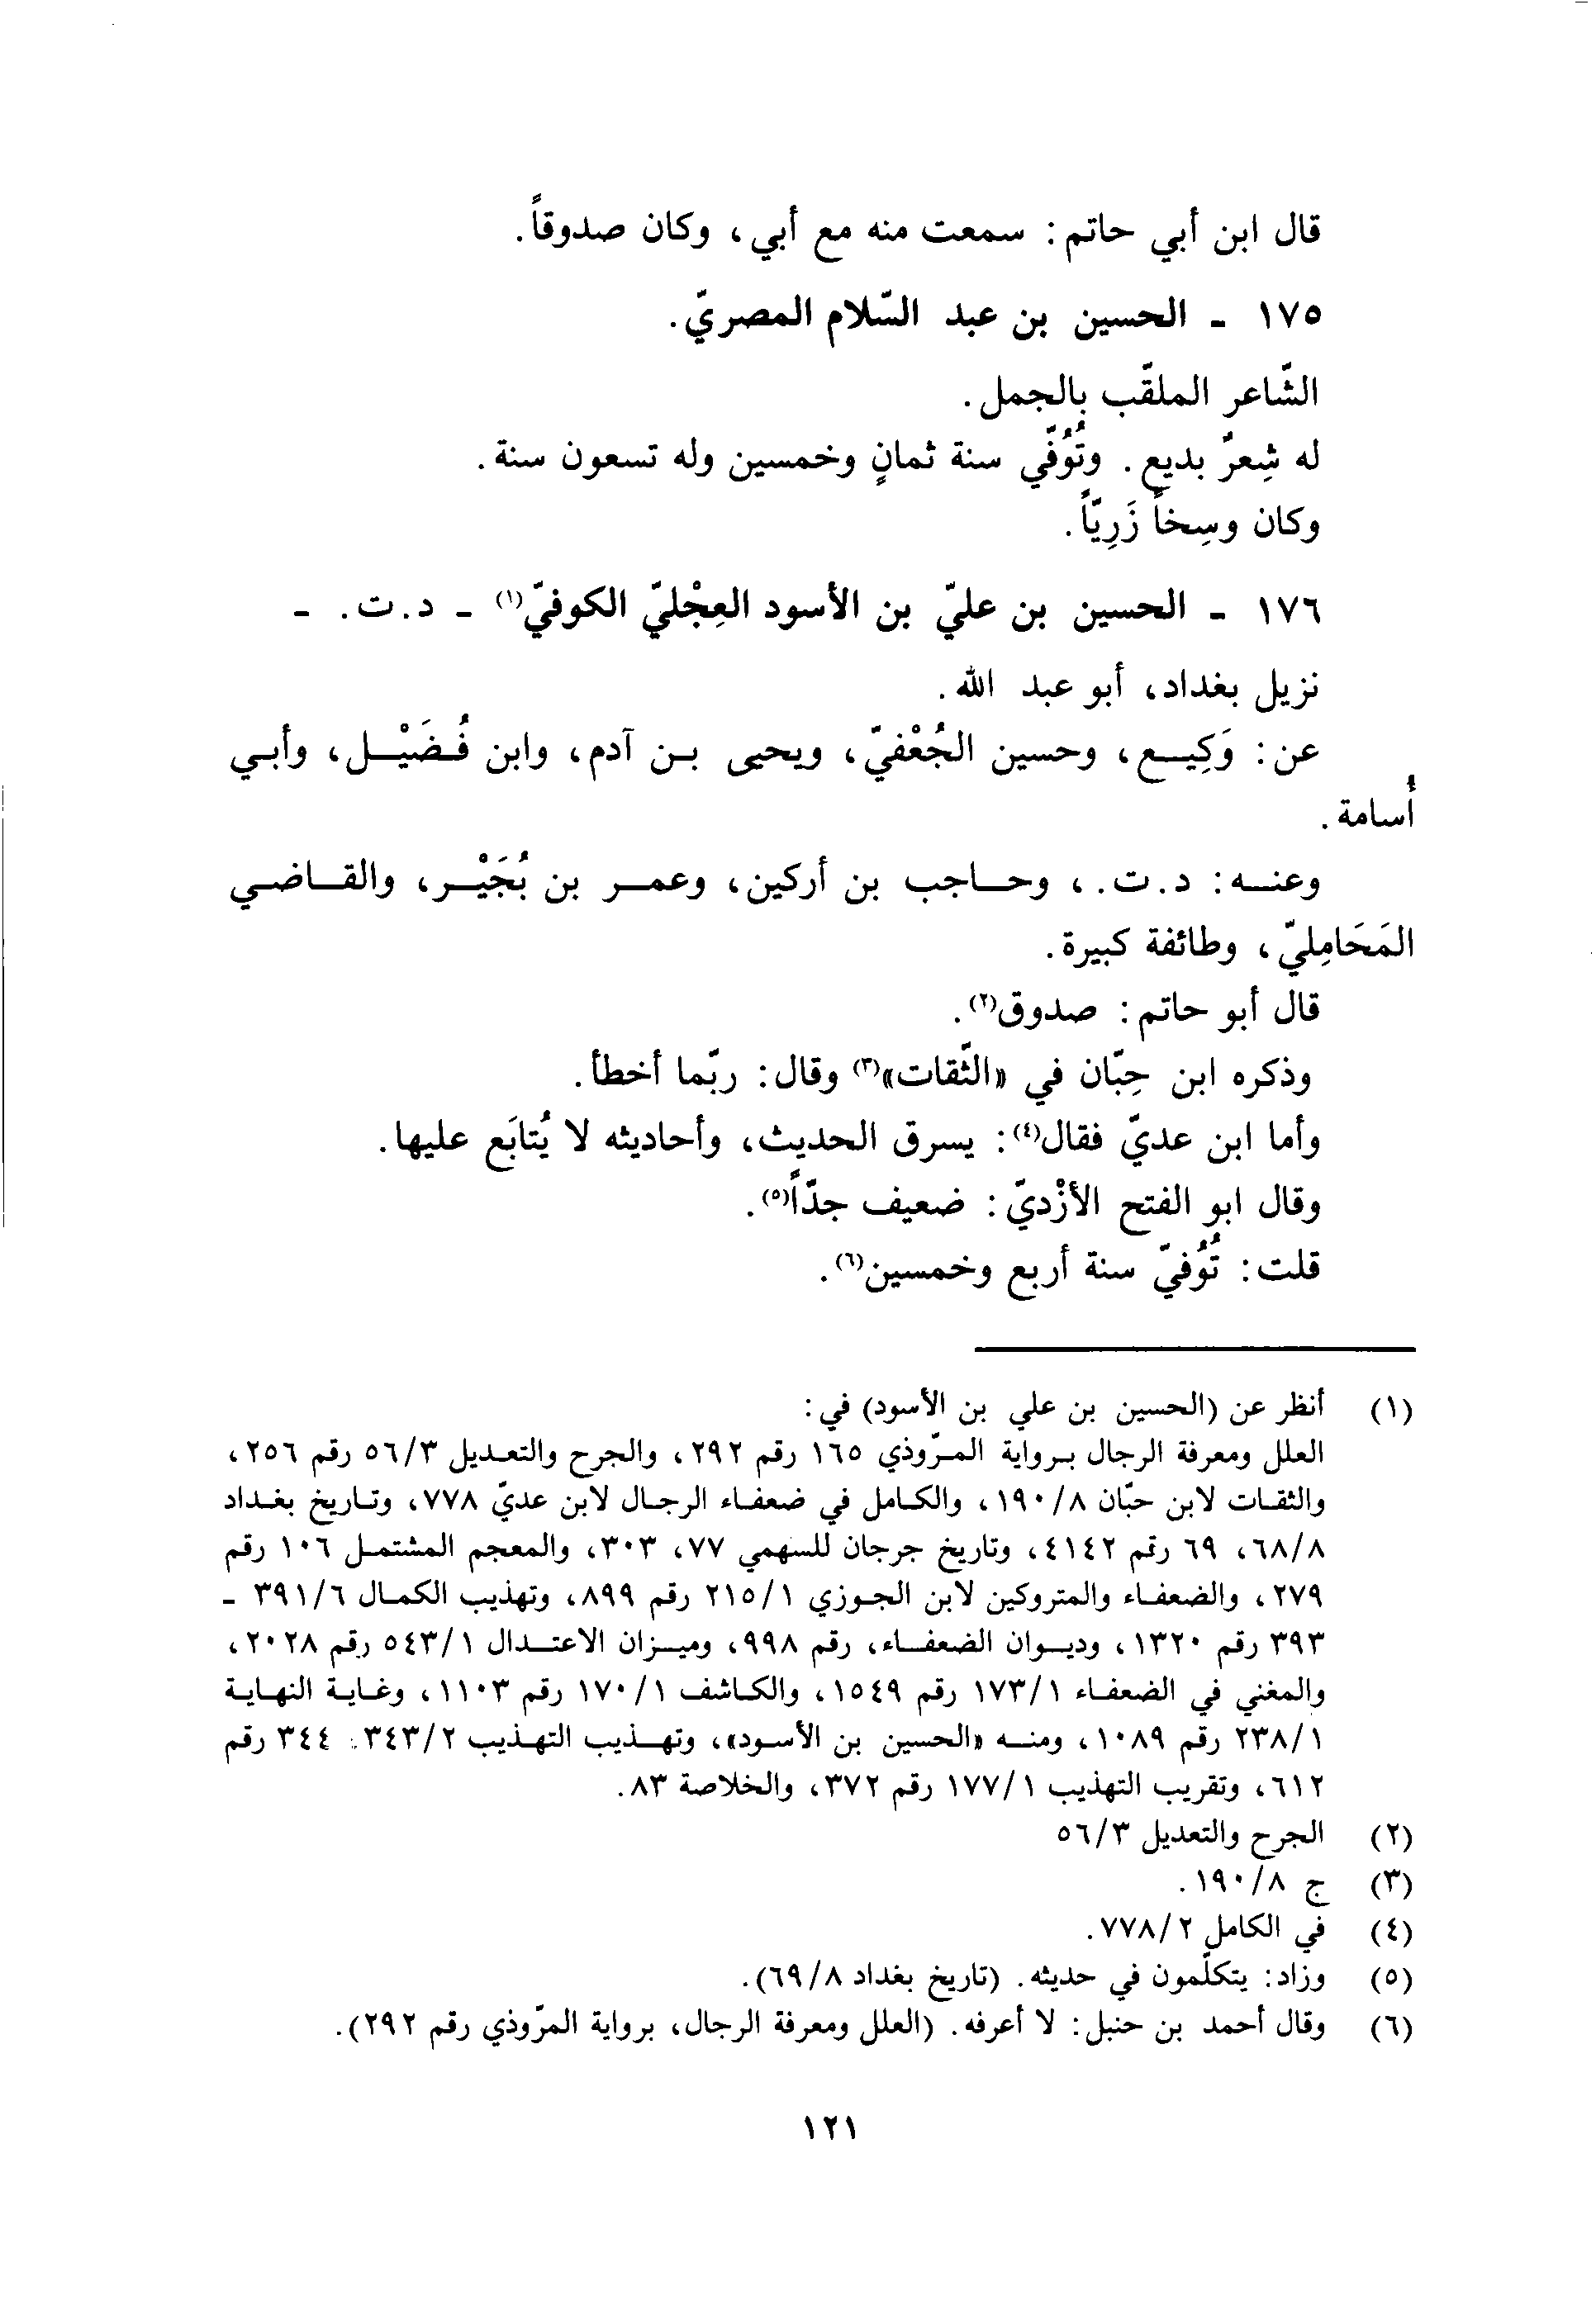 قال ابن أبي حاتم: سمعت منه مع أبي، وكان صدوقاً.
١٧٥ - الحسين بن عبد السّلام المصريّ.
الشّاعر الملقّب بالجمل.
له شِعرٌ بديع. وتُوُفّي سنة ثمانٍ وخمسين وله تسعون سنة.
وكان وسِخاً زَرِيّاً.
١٧٦ - الحسين بن عليّ بن الأسود العِجْليّ الكوفيّ(١) - د.ت. -
نزيل بغداد، أبو عبد الله.
عن: وَكِيع، وحسين الجُعْفيّ، ويحيى بن آدم، وابن فُضَيْل، وأبي
أُسامة.
وعنه: د.ت.، وحاجب بن أركين، وعمر بن بُجَيْر، والقاضي
المَحَامِليّ، وطائفة كبيرة.
قال أبو حاتم: صدوق(٢).
وذكره ابن حِبّان في «الثّقات»(٣) وقال: ربّما أخطأ.
وأما ابن عديّ فقال(٤): يسرق الحديث، وأحاديثه لا يُتابَع عليها.
وقال ابو الفتح الأزْديّ: ضعيف جدّاً(٥).
قلت: تُوُفيّ سنة أربع وخمسين(٦).
(١) أنظر عن (الحسين بن علي بن الأسود) في:
العلل ومعرفة الرجال برواية المرّوذي ١٦٥ رقم ٢٩٢، والجرح والتعديل ٥٦/٣ رقم ٢٥٦،
والثقات لابن حبّان ١٩٠/٨، والكامل في ضعفاء الرجال لابن عديّ ٧٧٨، وتاريخ بغداد
٦٨/٨، ٦٩ رقم ٤١٤٢، وتاريخ جرجان للسهمي ٧٧، ٣٠٣، والمعجم المشتمل ١٠٦ رقم
٢٧٩، والضعفاء والمتروكين لابن الجوزي ٢١٥/١ رقم ٨٩٩، وتهذيب الكمال ٣٩١/٦ -
٣٩٣ رقم ١٣٢٠، وديوان الضعفاء، رقم ٩٩٨، وميزان الاعتدال ٥٤٣/١ رقم ٢٠٢٨،
والمغني في الضعفاء ١٧٣/١ رقم ١٥٤٩، والكاشف ١٧٠/١ رقم ١١٠٣، وغاية النهاية
٢٣٨/١ رقم ١٠٨٩، ومنه «الحسين بن الأسود»، وتهذيب التهذيب ٣٤٣/٢، ٣٤٤ رقم
٦١٢، وتقريب التهذيب ١٧٧/١ رقم ٣٧٢، والخلاصة ٨٣.
(٢) الجرح والتعديل ٥٦/٣
(٣) ج ١٩٠/٨.
(٤) في الكامل ٧٧٨/٢.
(٥) وزاد: يتكلّمون في حديثه. (تاريخ بغداد ٦٩/٨).
(٦) وقال أحمد بن حنبل: لا أعرفه. (العلل ومعرفة الرجال، برواية المرّوذي رقم ٢٩٢).
١٢١